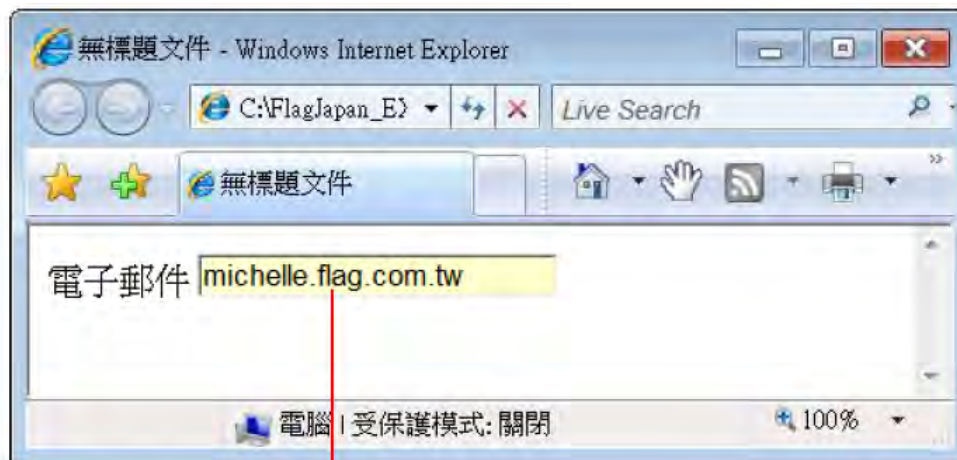 無標題文件 - Windows Internet Explorer
C:\FlagJapan_E
Live Search
無標題文件
電子郵件 michelle.flag.com.tw
電腦 | 受保護模式: 關閉
100%